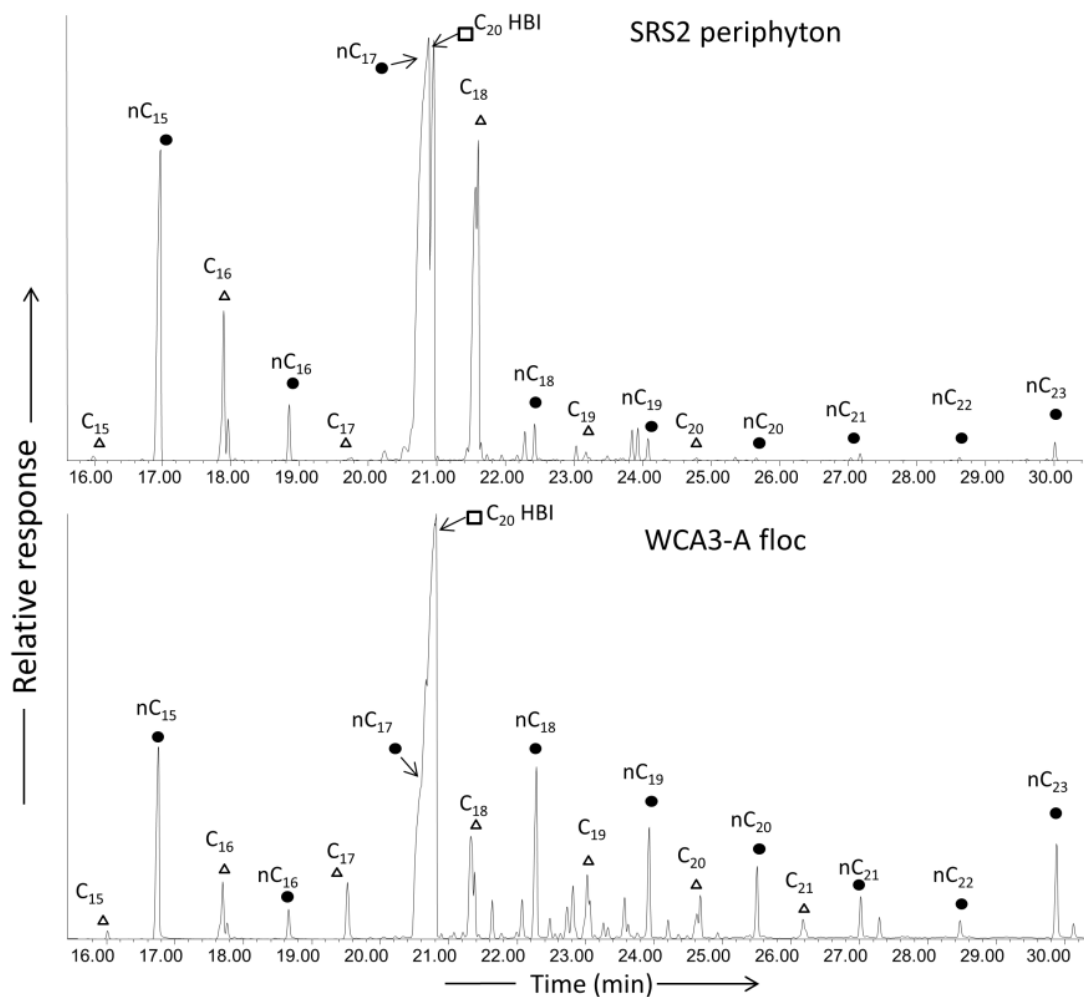 SRS2 periphyton
C₂₀ HBI
nC₁₇
C₁₈
nC₁₅
C₁₆
nC₁₆
C₁₅
C₁₇
nC₁₈
C₁₉
nC₁₉
C₂₀
nC₂₀
nC₂₁
nC₂₂
nC₂₃
16.00 17.00 18.00 19.00 20.00 21.00 22.00 23.00 24.00 25.00 26.00 27.00 28.00 29.00 30.00
Relative response
WCA3-A floc
C₂₀ HBI
nC₁₅
nC₁₇
nC₁₈
C₁₆
nC₁₆
C₁₅
C₁₇
C₁₈
C₁₉
nC₁₉
C₂₀
nC₂₀
C₂₁
nC₂₁
nC₂₂
nC₂₃
16.00 17.00 18.00 19.00 20.00 21.00 22.00 23.00 24.00 25.00 26.00 27.00 28.00 29.00 30.00
Time (min)